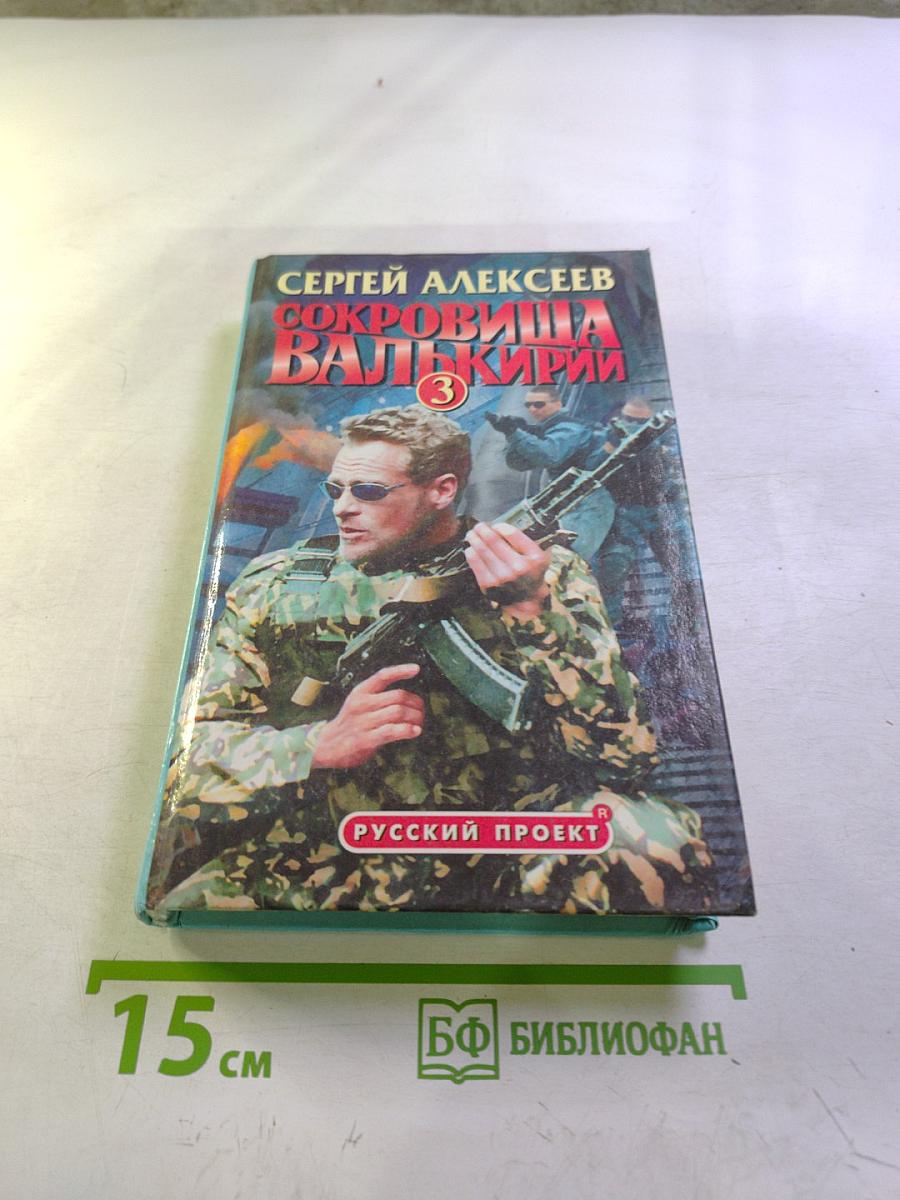 СЕРГЕЙ АЛЕКСЕЕВ
СОКРОВИЩА
ВАЛЬКИРИИ
3
РУССКИЙ ПРОЕКТ R
15 см
БФ БИБЛИОФАН